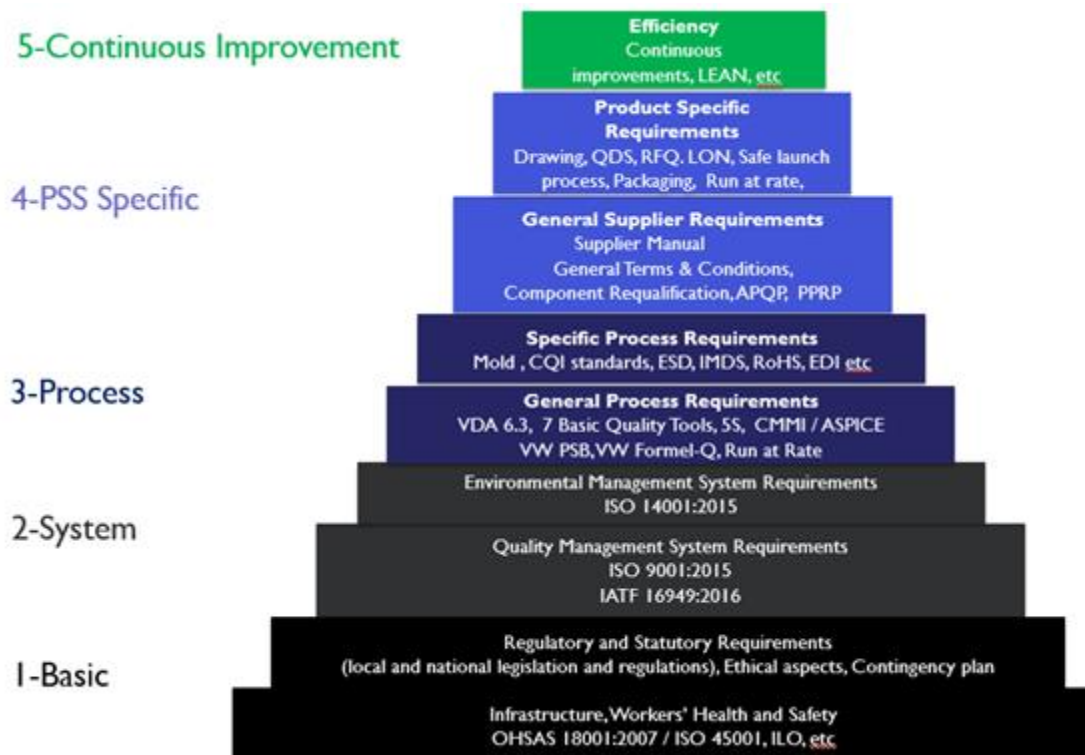 5-Continuous Improvement
Efficiency
Continuous
improvements, LEAN, etc
4-PSS Specific
Product Specific
Requirements
Drawing, QDS, RFQ. LON, Safe launch
process, Packaging, Run at rate,
General Supplier Requirements
Supplier Manual
General Terms & Conditions,
Component Requalification, APQP, PPRP
3-Process
Specific Process Requirements
Mold , CQI standards, ESD, IMDS, RoHS, EDI etc
General Process Requirements
VDA 6.3, 7 Basic Quality Tools, 5S, CMMI / ASPICE
VW PSB, VW Formel-Q, Run at Rate
2-System
Environmental Management System Requirements
ISO 14001:2015
Quality Management System Requirements
ISO 9001:2015
IATF 16949:2016
1-Basic
Regulatory and Statutory Requirements
(local and national legislation and regulations), Ethical aspects, Contingency plan
Infrastructure, Workers' Health and Safety
OHSAS 18001:2007 / ISO 45001, ILO, etc